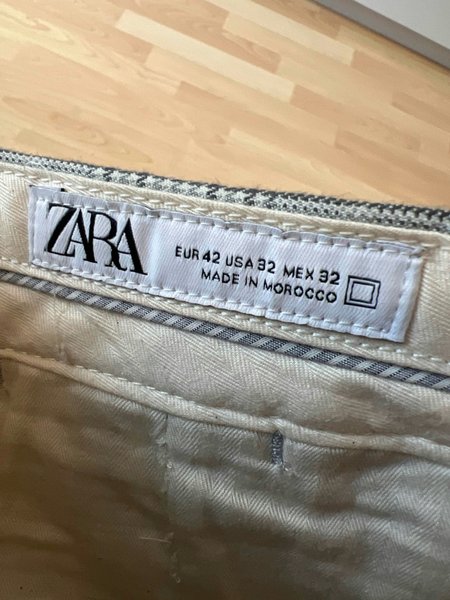 ZARA
EUR 42 USA 32 MEX 32
MADE IN MOROCCO